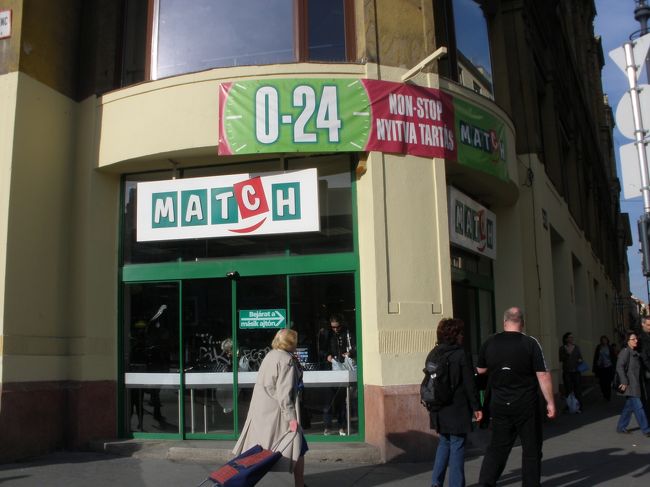 0-24
NON-STOP
NYITVA TARTÁS
MATCH
MATCH
MATCH
Bejárat a
másik ajtón